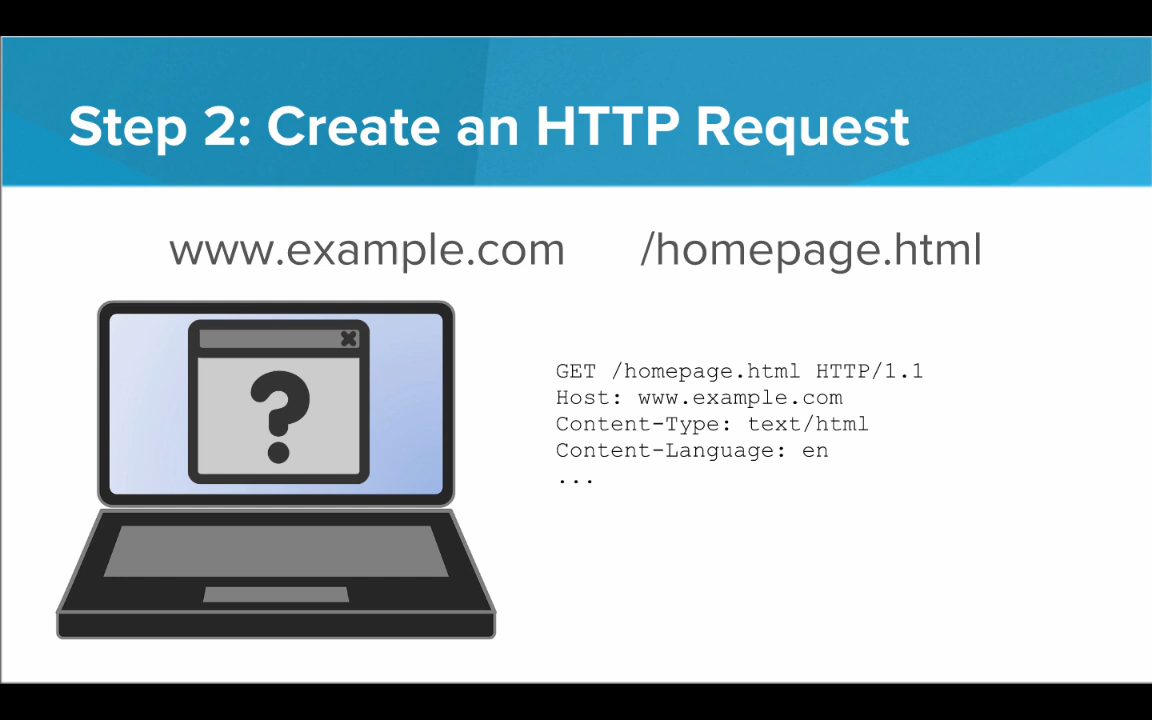 Step 2: Create an HTTP Request
www.example.com /homepage.html
?
GET /homepage.html HTTP/1.1
Host: www.example.com
Content-Type: text/html
Content-Language: en
...